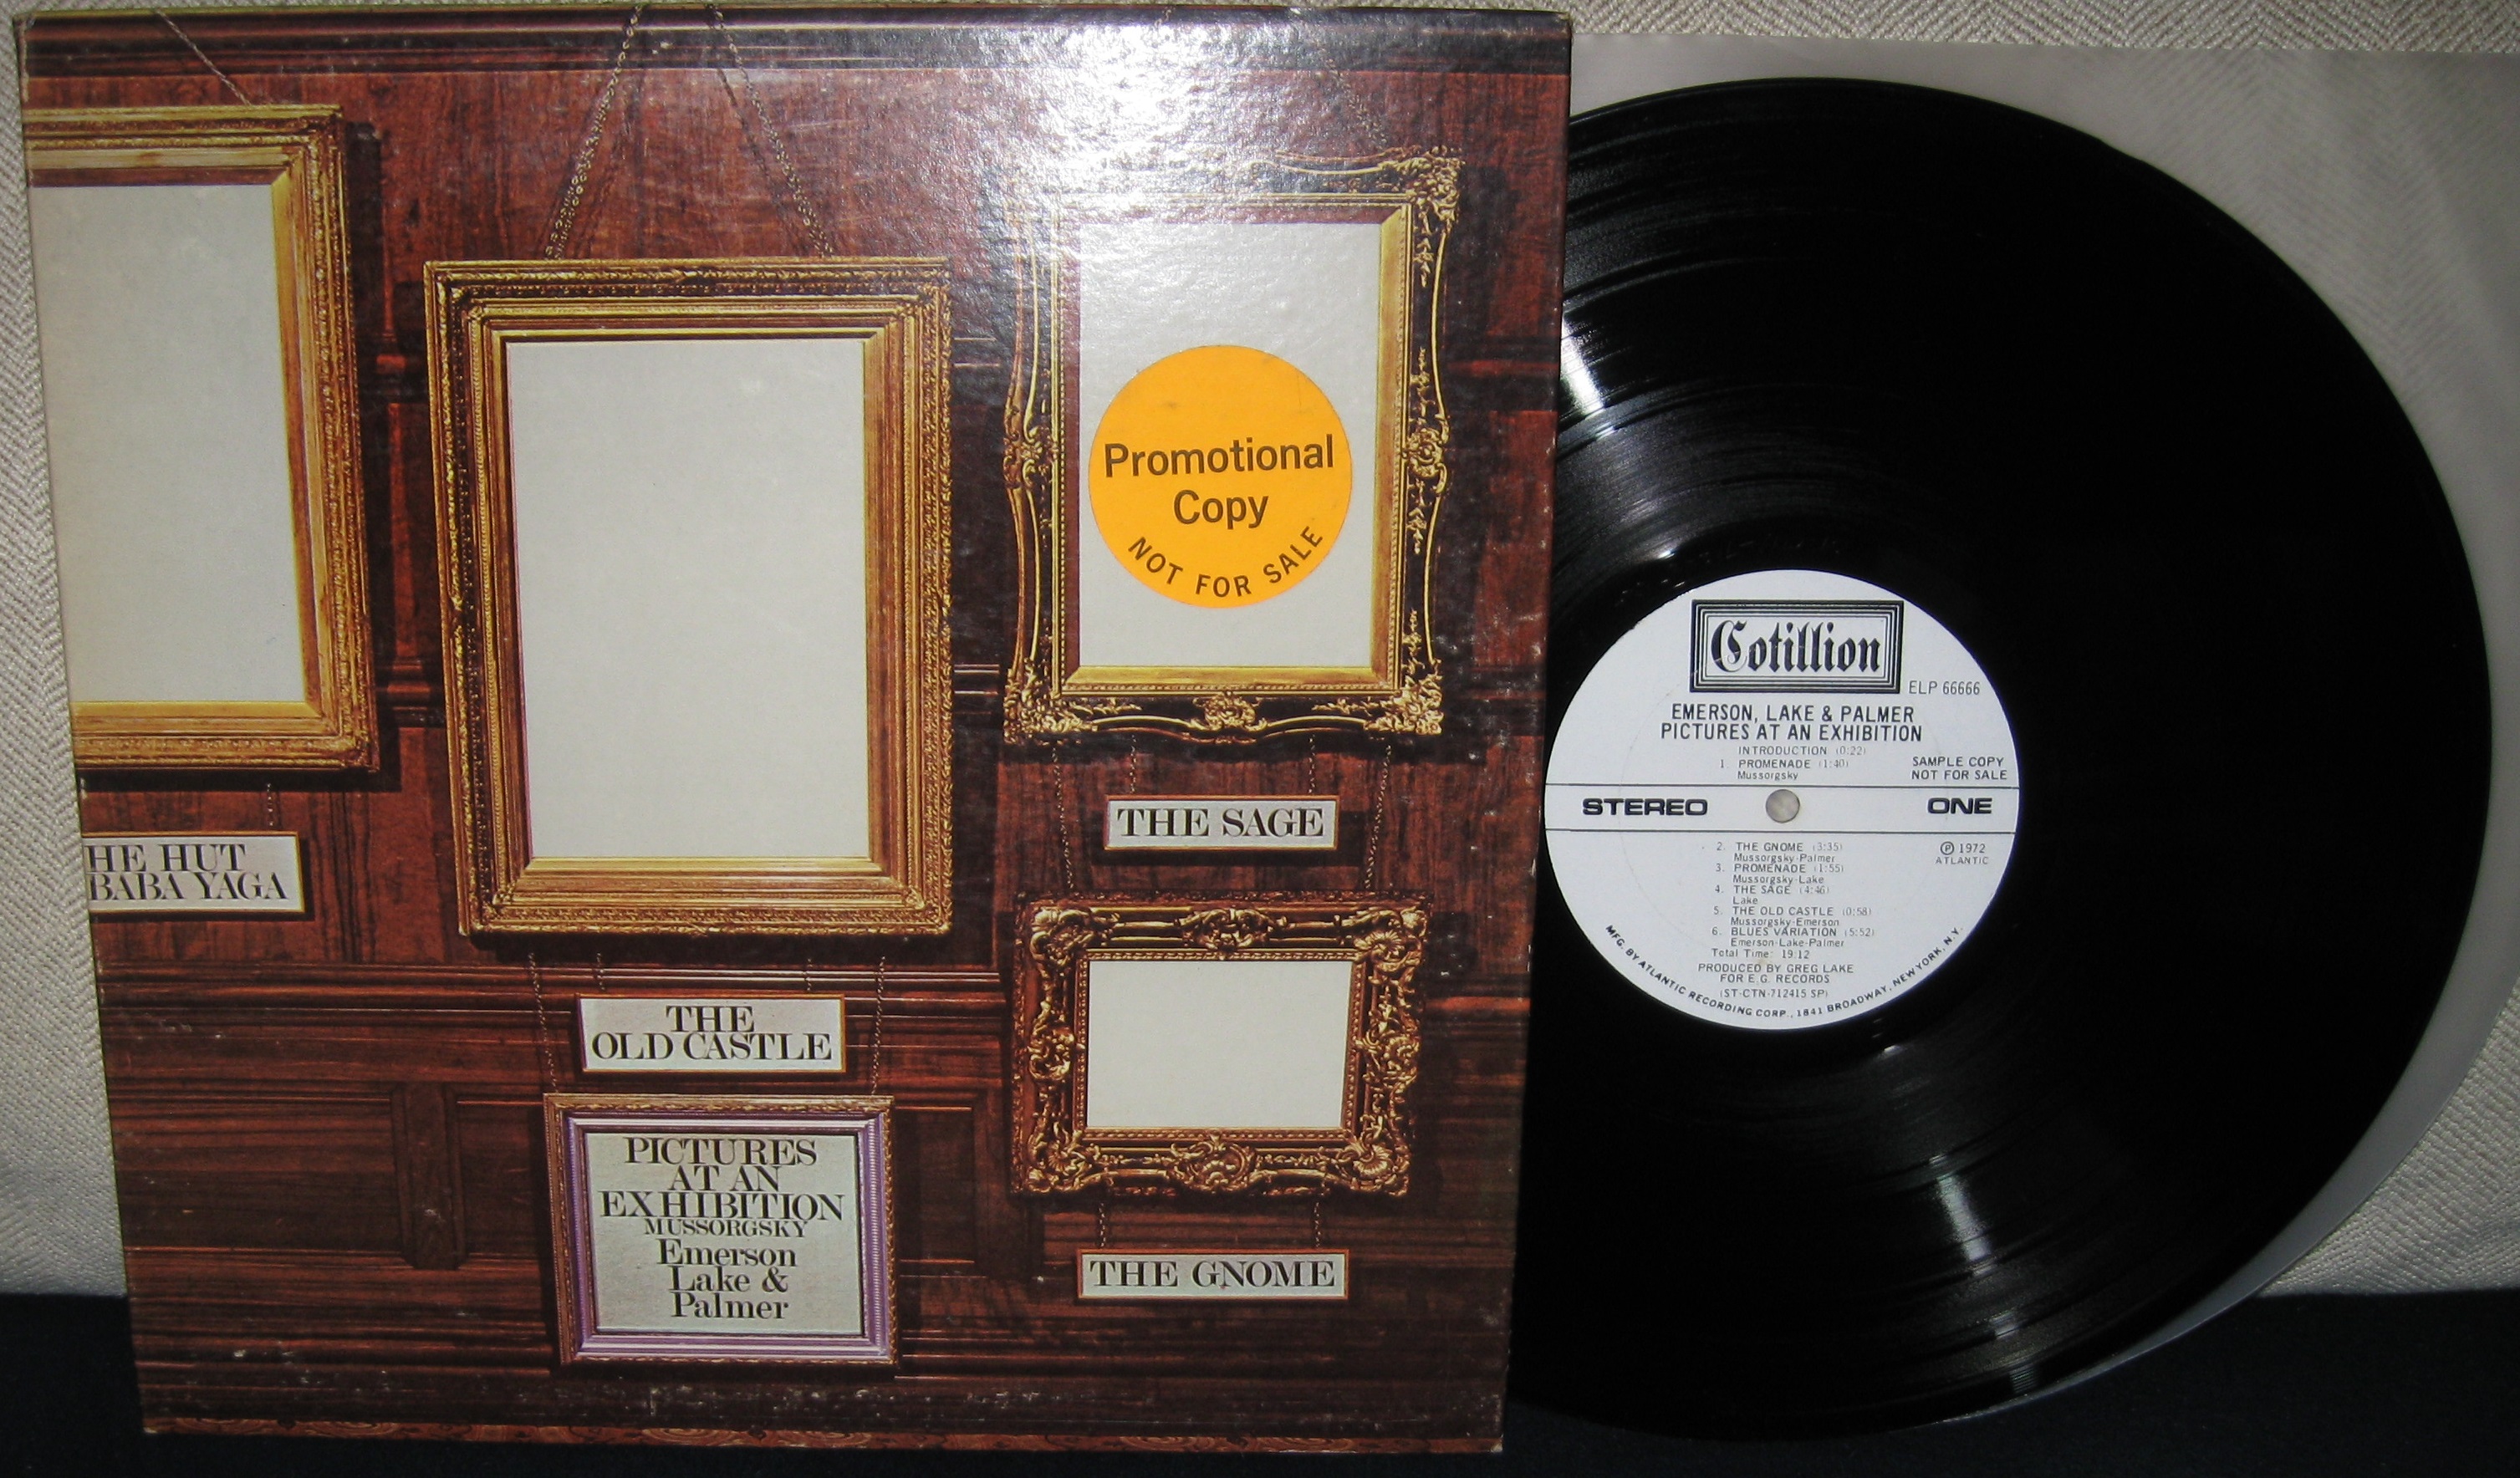 Promotional
Copy
NOT FOR SALE
THE SAGE
HE HUT
BABA YAGA
THE
OLD CASTLE
PICTURES
AT AN
EXHIBITION
MUSSORGSKY
Emerson
Lake &
Palmer
THE GNOME
Cotillion
ELP 66666
EMERSON, LAKE & PALMER
PICTURES AT AN EXHIBITION
INTRODUCTION (0:22)
1. PROMENADE (1:40)
Mussorgsky
SAMPLE COPY
NOT FOR SALE
STEREO
ONE
2. THE GNOME (3:35)
Mussorgsky-Palmer
3. PROMENADE (1:55)
Mussorgsky-Lake
4. THE SAGE (4:46)
Lake
5. THE OLD CASTLE (0:58)
Mussorgsky-Emerson
6. BLUES VARIATION (5:52)
Emerson-Lake-Palmer
Total Time: 19:12
℗ 1972
ATLANTIC
PRODUCED BY GREG LAKE
FOR E.G. RECORDS
(ST-CTN-712415 SP)
MFG. BY ATLANTIC RECORDING CORP., 1841 BROADWAY, NEW YORK, N.Y.